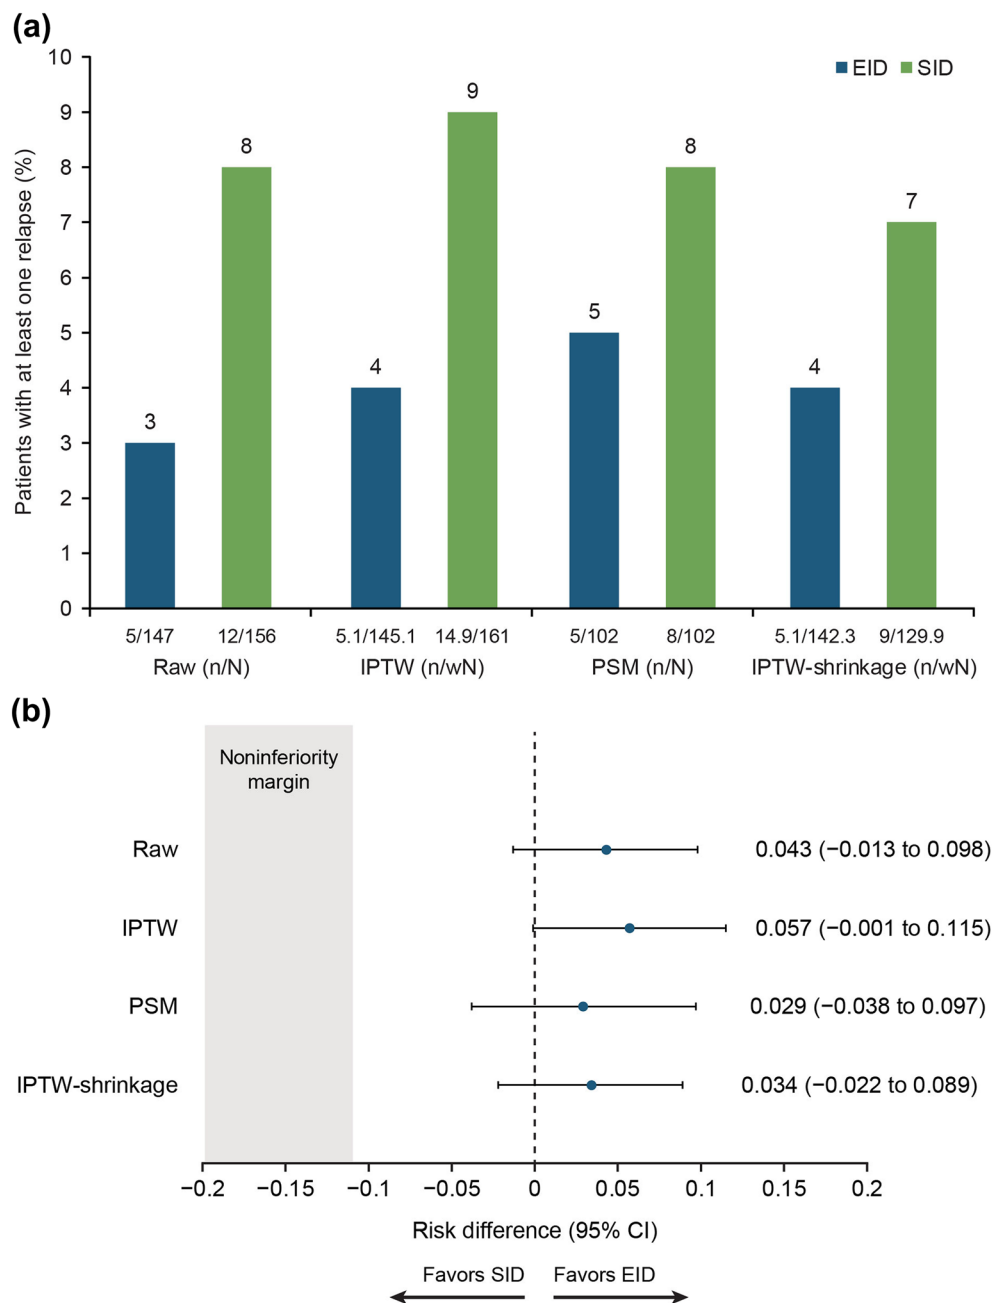 (a)
10
9
8
7
6
5
4
3
2
1
0
Patients with at least one relapse (%)
EID SID
3
8
4
9
5
8
4
7
5/147 12/156 5.1/145.1 14.9/161 5/102 8/102 5.1/142.3 9/129.9
Raw (n/N) IPTW (n/wN) PSM (n/N) IPTW-shrinkage (n/wN)
(b)
Noninferiority
margin
Raw 0.043 (−0.013 to 0.098)
IPTW 0.057 (−0.001 to 0.115)
PSM 0.029 (−0.038 to 0.097)
IPTW-shrinkage 0.034 (−0.022 to 0.089)
−0.2 −0.15 −0.1 −0.05 0 0.05 0.1 0.15 0.2
Risk difference (95% CI)
Favors SID Favors EID